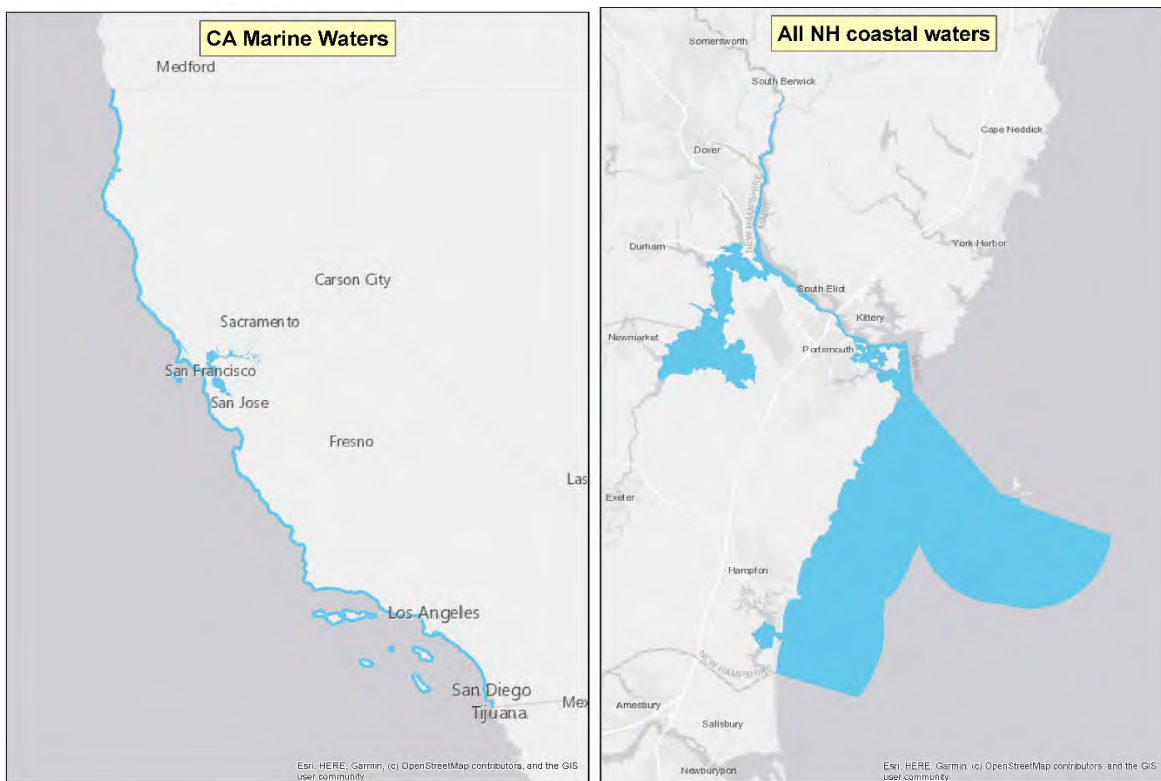 CA Marine Waters
Medford
Carson City
Sacramento
San Francisco
San Jose
Fresno
Las
Los Angeles
San Diego
Tijuana
Mex
Esri, HERE, Garmin, (c) OpenStreetMap contributors, and the GIS
user community
All NH coastal waters
Somersworth
South Berwick
Cape Neddick
Dover
NEW HAMPSHIRE
MAINE
Durham
York Harbor
South Eliot
Kittery
Newmarket
Portsmouth
Exeter
Hampton
NEW HAMPSHIRE
Amesbury
Salisbury
Newburyport
Esri, HERE, Garmin, (c) OpenStreetMap contributors, and the GIS
user community